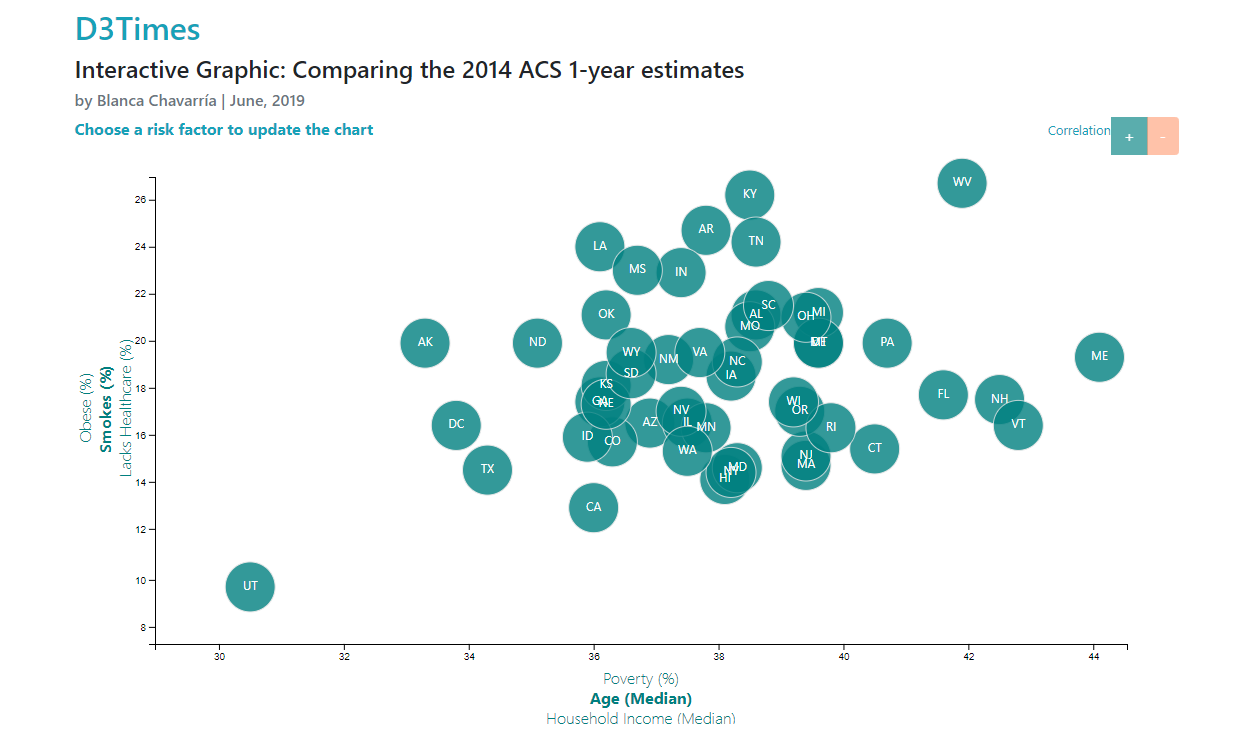 D3Times
Interactive Graphic: Comparing the 2014 ACS 1-year estimates
by Blanca Chavarría | June, 2019
Choose a risk factor to update the chart
Correlation + -
Obese (%)
Smokes (%)
Lacks Healthcare (%)
26
24
22
20
18
16
14
12
10
8
WV
KY
AR
TN
LA
MS
IN
OK
SC
AL
MO
MI
OH
AK
ND
PA
ME
WY
VA
NM
NC
IA
SD
KS
NE
FL
NH
VT
WI
OR
RI
NV
IL
MN
AZ
DC
ID
CO
WA
CT
NJ
MA
TX
MD
NY
HI
CA
UT
30 32 34 36 38 40 42 44
Poverty (%)
Age (Median)
Household Income (Median)